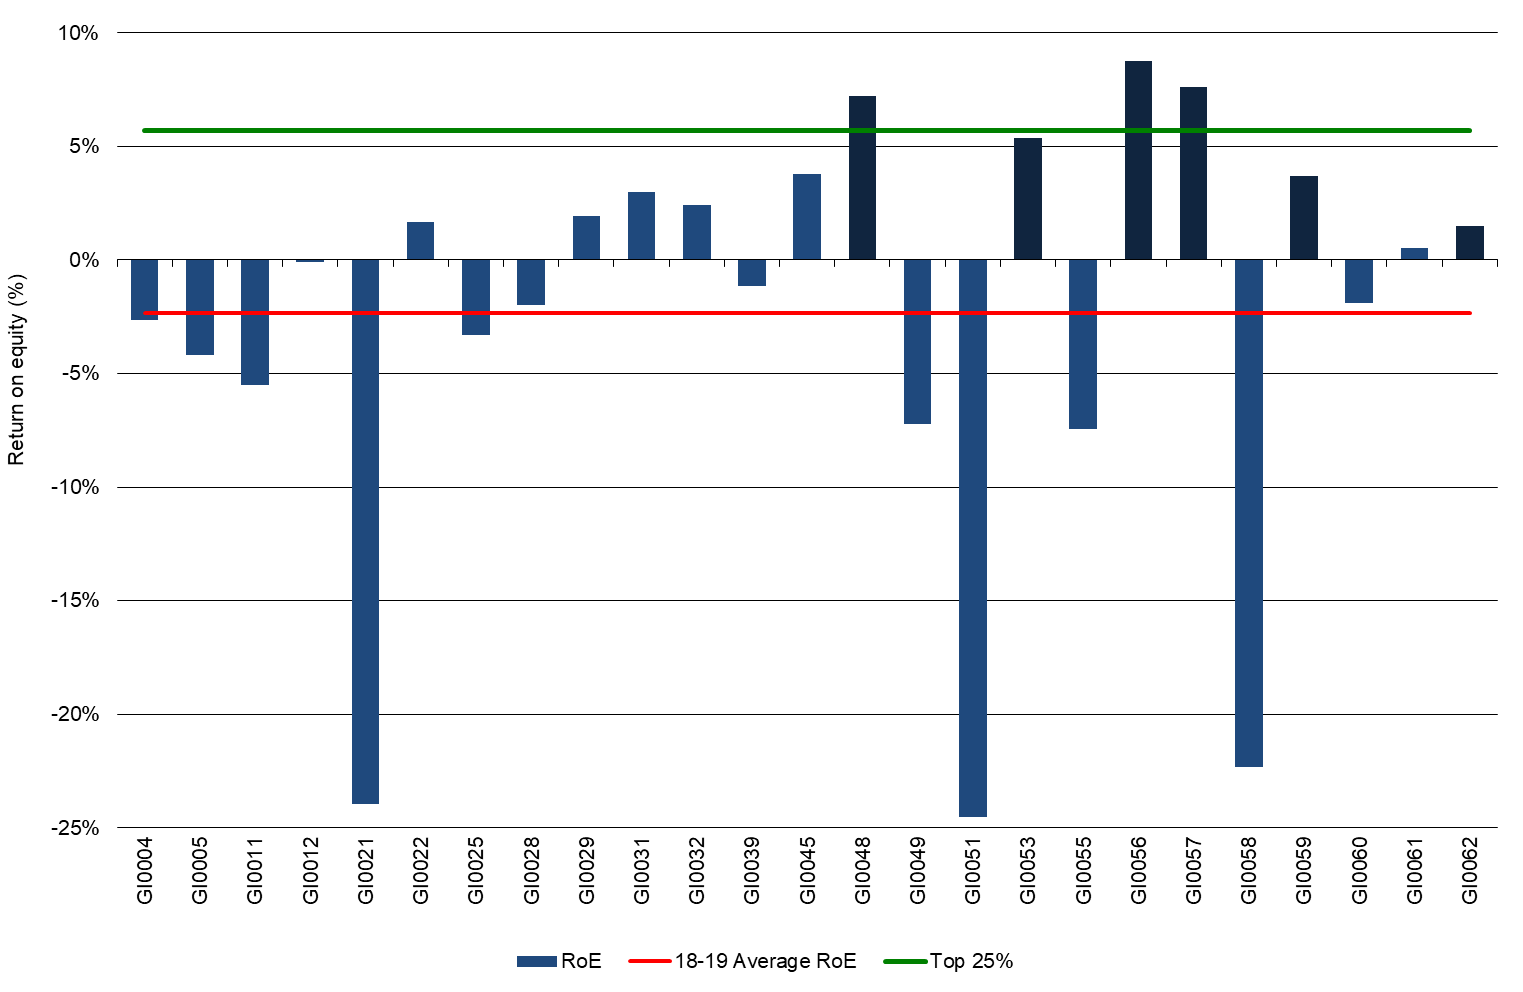 10%
5%
0%
-5%
-10%
-15%
-20%
-25%
Return on equity (%)
GI0004
GI0005
GI0011
GI0012
GI0021
GI0022
GI0025
GI0028
GI0029
GI0031
GI0032
GI0039
GI0045
GI0048
GI0049
GI0051
GI0053
GI0055
GI0056
GI0057
GI0058
GI0059
GI0060
GI0061
GI0062
RoE
18-19 Average RoE
Top 25%